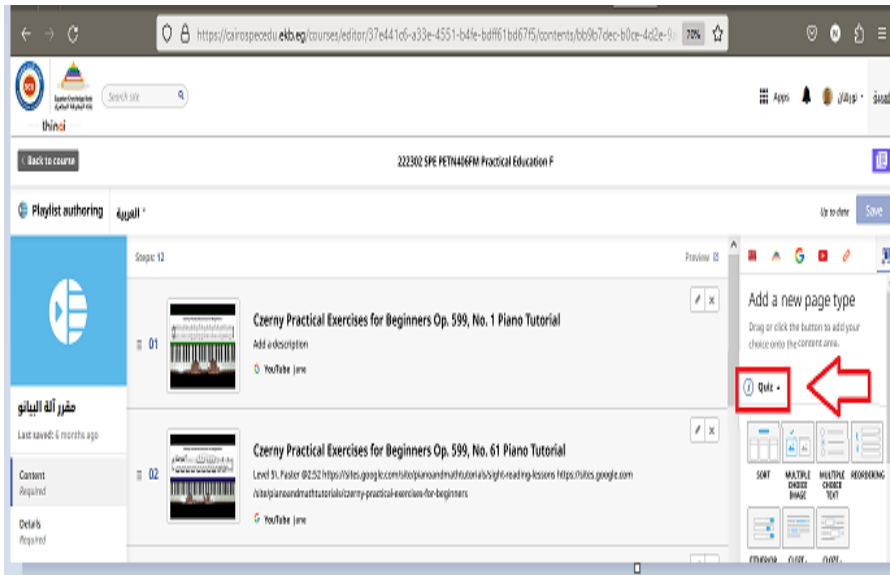 https://cairospecedu.ekb.eg/courses/editor/37e441c6-a33e-4551-b4fe-bdff61bd67f5/contents/bb9b7dec-b0ce-4d2e-9
70%
Search site
Apps
thinqi
Back to course
222302 SPE PETN406FM Practical Education F
Playlist authoring
العربية
Up to date
Save
Steps: 12
Preview
Add a new page type
Drag or click the button to add your
choice onto the content area.
Quiz
01
Czerny Practical Exercises for Beginners Op. 599, No. 1 Piano Tutorial
Add a description
YouTube
02
Czerny Practical Exercises for Beginners Op. 599, No. 61 Piano Tutorial
Level 5\. Faster @2:52 https://sites.google.com/site/pianoandmathtutorials/sight-reading-lessons https://sites.google.com
/site/pianoandmathtutorials/czerny-practical-exercises-for-beginners
YouTube
مقرر آلة البيانو
Last saved: 6 months ago
Content
Required
Details
Required
SORT
MULTIPLE
CHOICE
IMAGE
MULTIPLE
CHOICE
TEXT
REORDERING